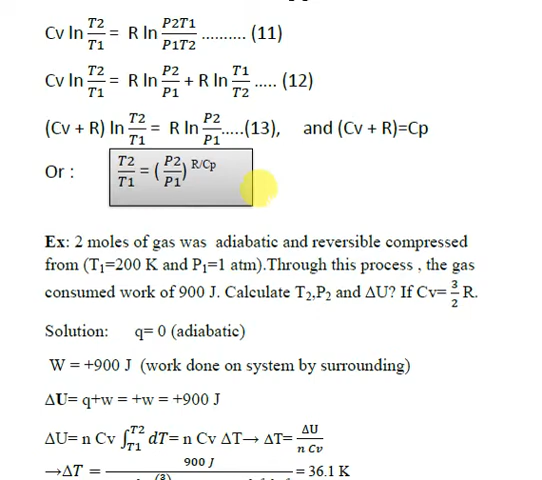 Cv ln T2/T1 = R ln P2T1/P1T2 .......... (11)
Cv ln T2/T1 = R ln P2/P1 + R ln T1/T2 ..... (12)
(Cv + R) ln T2/T1 = R ln P2/P1 .....(13), and (Cv + R)=Cp
Or : T2/T1 = (P2/P1) R/Cp
Ex: 2 moles of gas was adiabatic and reversible compressed
from (T₁=200 K and P₁=1 atm).Through this process , the gas
consumed work of 900 J. Calculate T₂,P₂ and ΔU? If Cv= 3/2 R.
Solution: q= 0 (adiabatic)
W = +900 J (work done on system by surrounding)
ΔU= q+w = +w = +900 J
ΔU= n Cv ∫T1 T2 dT= n Cv ΔT→ ΔT= ΔU/n Cv
→ΔT = 900 J = 36.1 K